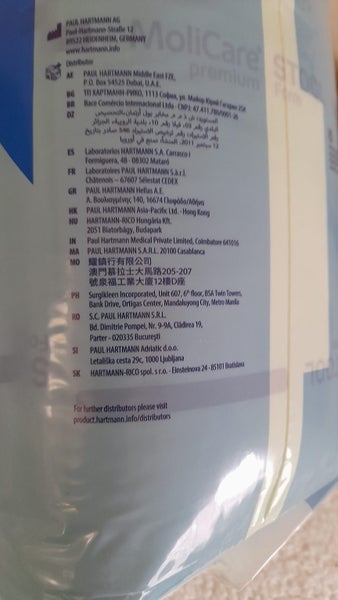 PAUL HARTMANN AG
Paul-Hartmann-Straße 12
89522 HEIDENHEIM, GERMANY
www.hartmann.info
MoliCare®
premium
Distributor
AE PAUL HARTMANN Middle East FZE,
P.O. Box 54525 Dubai, U.A.E.
BG ТП ХАРТМАНН-РИКО, 1113 София, ул. Майор Юрий Гагарин 25А
BR Bace Comércio Internacional Ltda - CNPJ: 47.411.780/0001-26
DZ
ES Laboratorios HARTMANN S.A. Carrasco i
Formiguera, 48 - 08302 Mataró
FR Laboratoires PAUL HARTMANN S.à.r.l.
Châtenois – 67607 Sélestat CEDEX
GR PAUL HARTMANN Hellas A.E.
Α. Βουλιαγμένης 140, 16674 Γλυφάδα/Αθήνα
HK PAUL HARTMANN Asia-Pacific Ltd. - Hong Kong
HU HARTMANN-RICO Hungária Kft.
2051 Biatorbágy, Budapark
IN Paul Hartmann Medical Private Limited, Coimbatore 641016
MA PAUL HARTMANN S.A.R.L. 20100 Casablanca
MO 耀鎮行有限公司
澳門慕拉士大馬路205-207
號泉福工業大廈12樓D座
PH Surgikleen Incorporated, Unit 607, 6th floor, BSA Twin Towers,
Bank Drive, Ortigas Center, Mandaluyong City, Metro Manila
RO S.C. PAUL HARTMANN S.R.L.
Bd. Dimitrie Pompei, Nr. 9-9A, Clădirea 19,
Parter - 020335 București
SI PAUL HARTMANN Adriatic d.o.o.
Letališka cesta 29c, 1000 Ljubljana
SK HARTMANN-RICO spol. s r.o. - Einsteinova 24 - 85101 Bratislava
For further distributors please visit
product.hartmann.info/distributors